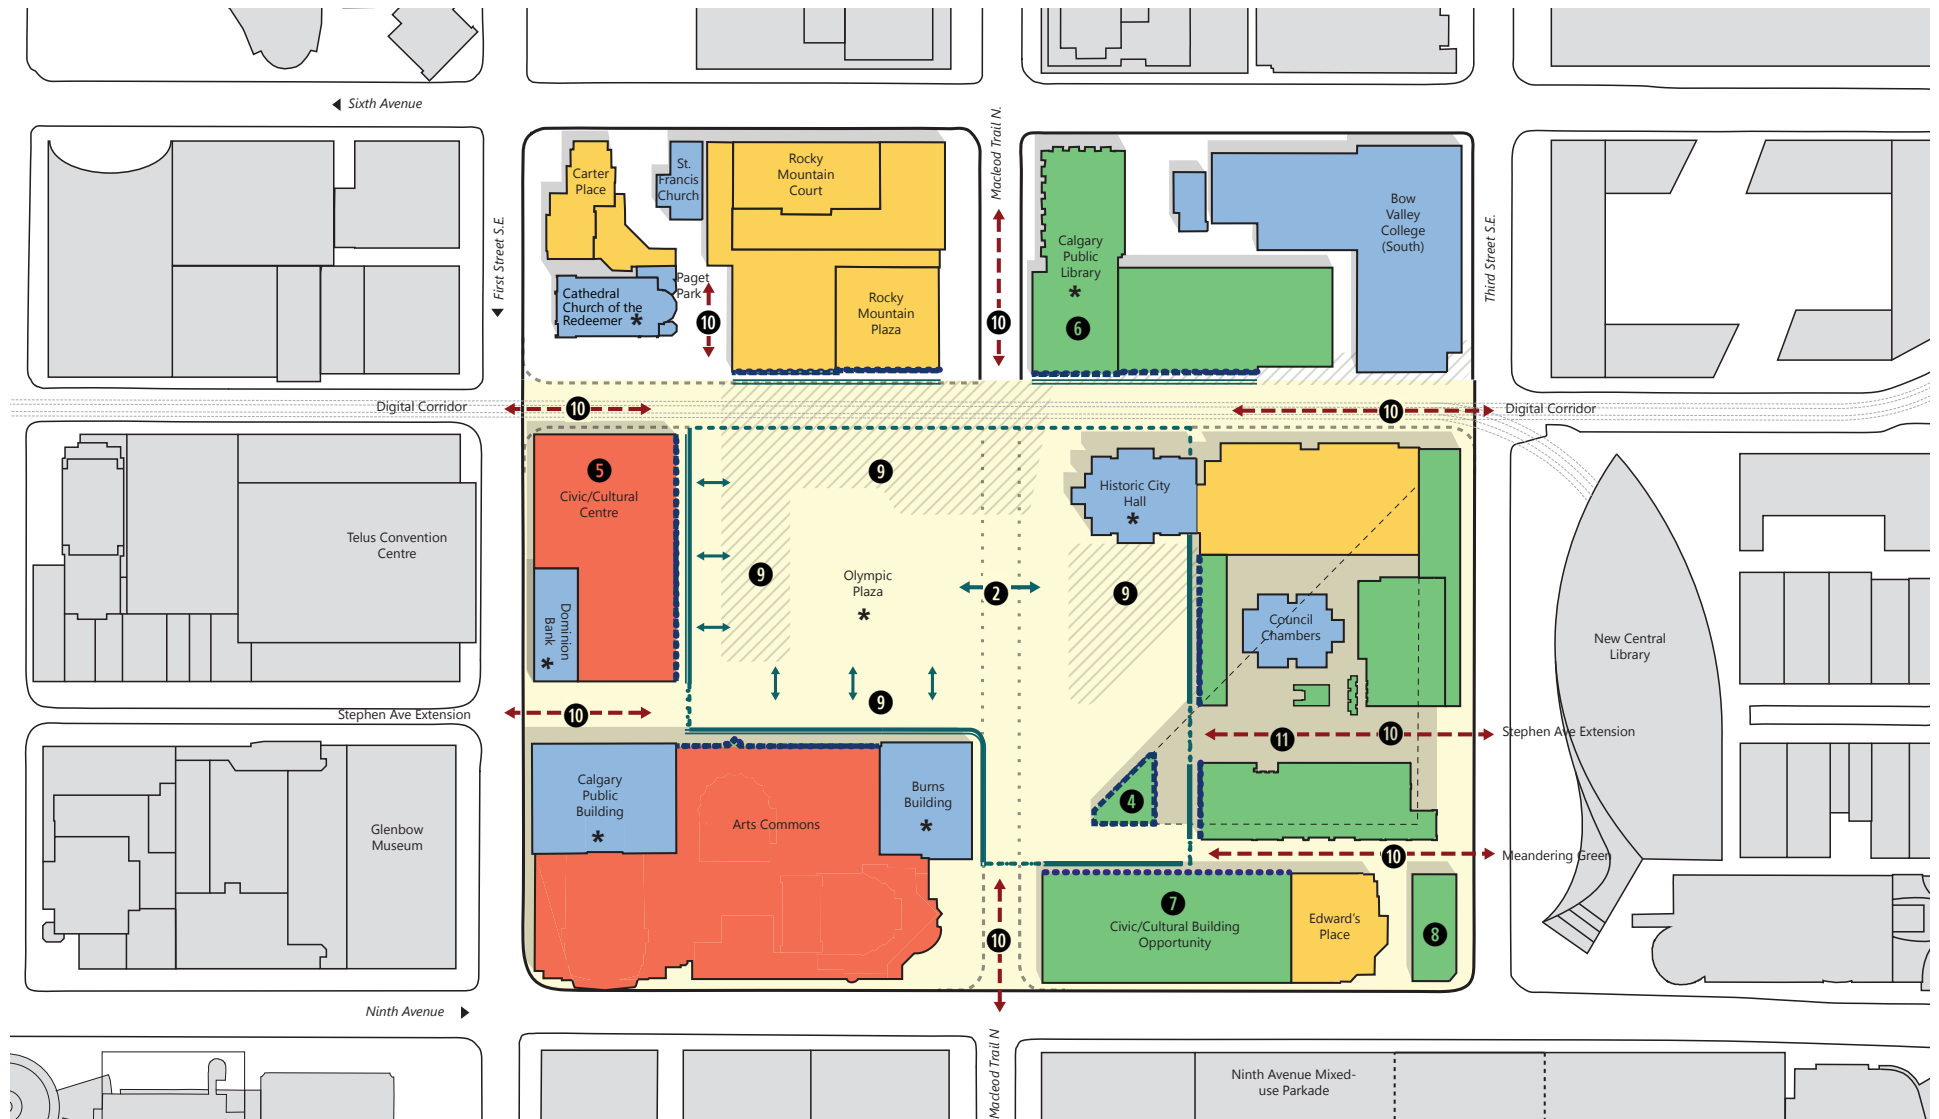 Sixth Avenue
Macleod Trail N.
First Street S.E.
Third Street S.E.
Carter
Place
St.
Francis
Church
Rocky
Mountain
Court
Paget
Park
Cathedral
Church of the
Redeemer *
10
Rocky
Mountain
Plaza
10
Calgary
Public
Library
*
6
Bow
Valley
College
(South)
Digital Corridor
10
10
Digital Corridor
5
Civic/Cultural
Centre
9
Historic City
Hall
*
Telus Convention
Centre
Dominion
Bank
*
9
Olympic
Plaza
*
2
9
Council
Chambers
New Central
Library
Stephen Ave Extension
10
9
11
10
Stephen Ave Extension
Calgary
Public
Building
*
Arts Commons
Burns
Building
*
4
Glenbow
Museum
10
Meandering Green
10
7
Civic/Cultural Building
Opportunity
Edward's
Place
8
Ninth Avenue
Macleod Trail N
Ninth Avenue Mixed-
use Parkade